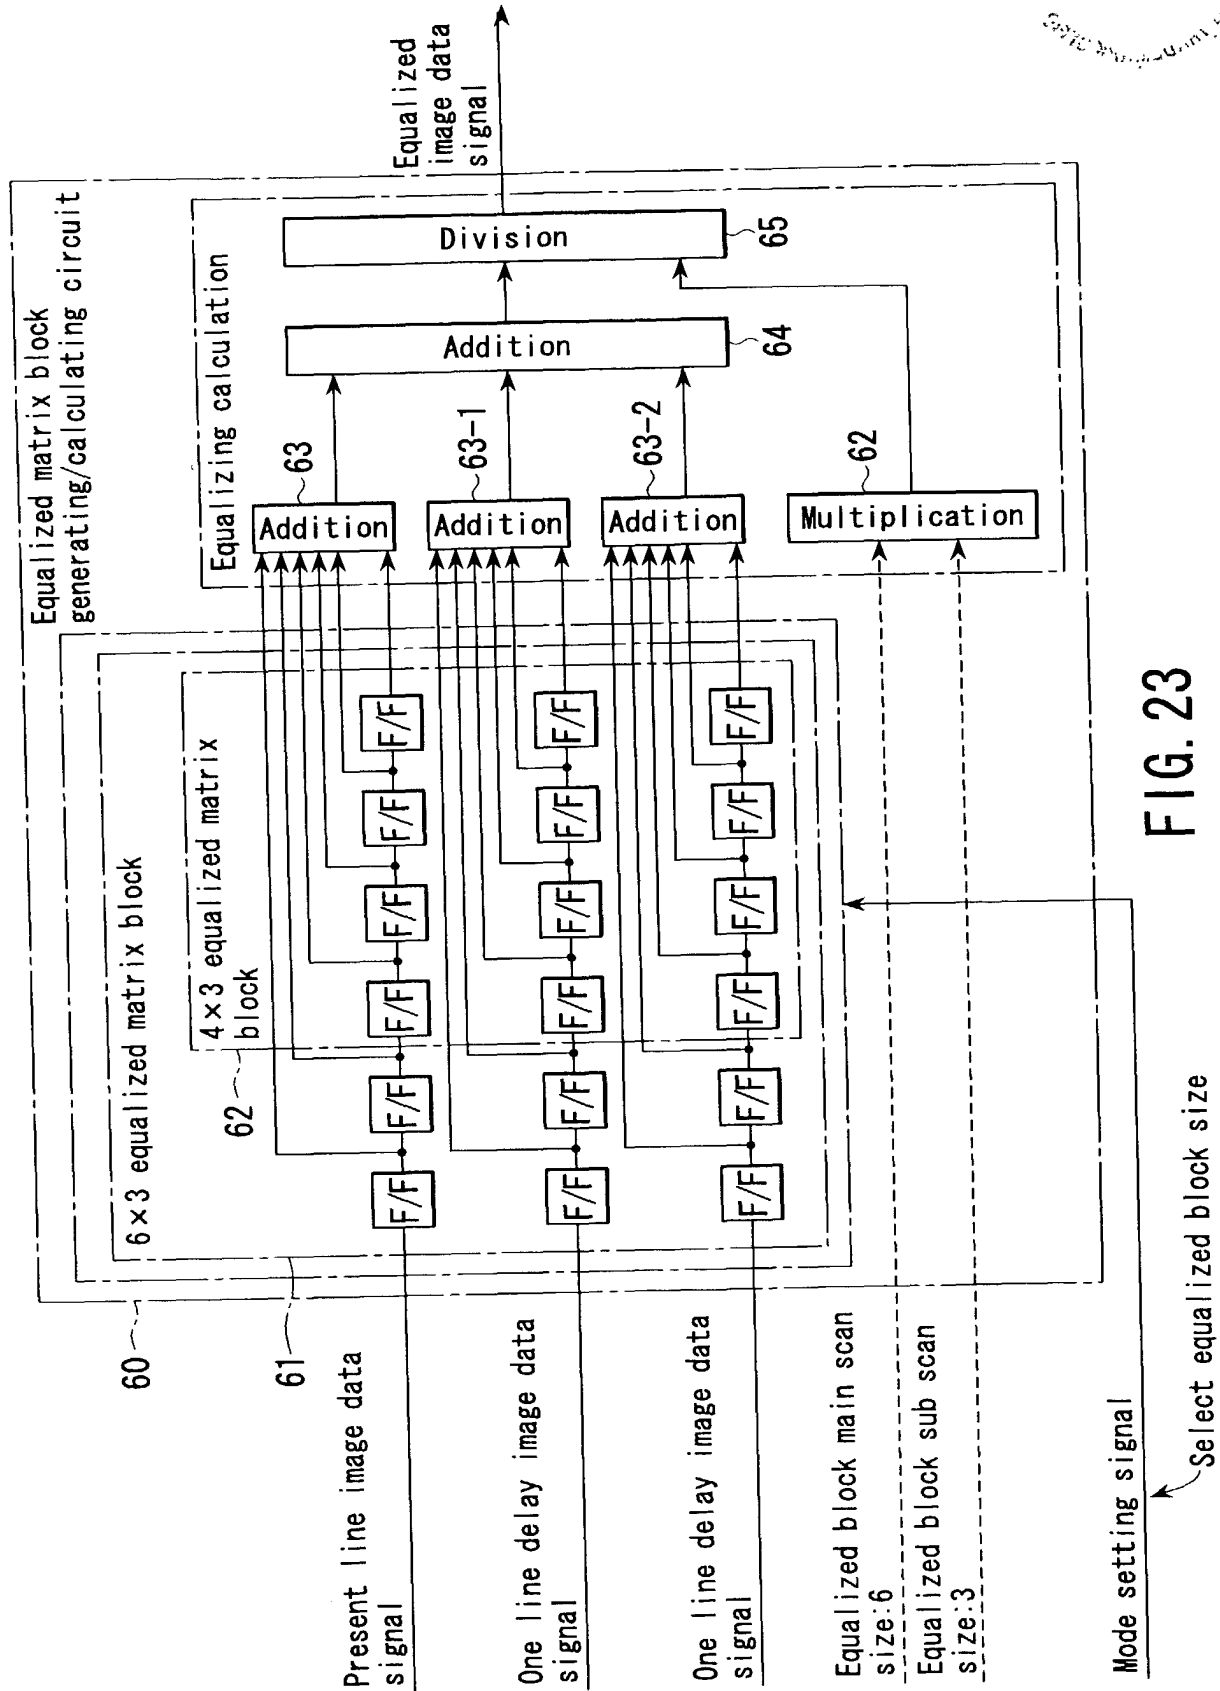 Equalized matrix block
generating/calculating circuit
60
6×3 equalized matrix block
61
4×3 equalized matrix
block
62
Equalizing calculation
Present line image data
signal
F/F
F/F
F/F
F/F
F/F
F/F
Addition
63
One line delay image data
signal
F/F
F/F
F/F
F/F
F/F
F/F
Addition
63-1
One line delay image data
signal
F/F
F/F
F/F
F/F
F/F
F/F
Addition
63-2
Addition
64
Division
65
Equalized
image data
signal
Equalized block main scan
size:6
Equalized block sub scan
size:3
Multiplication
62
Mode setting signal
Select equalized block size
FIG. 23